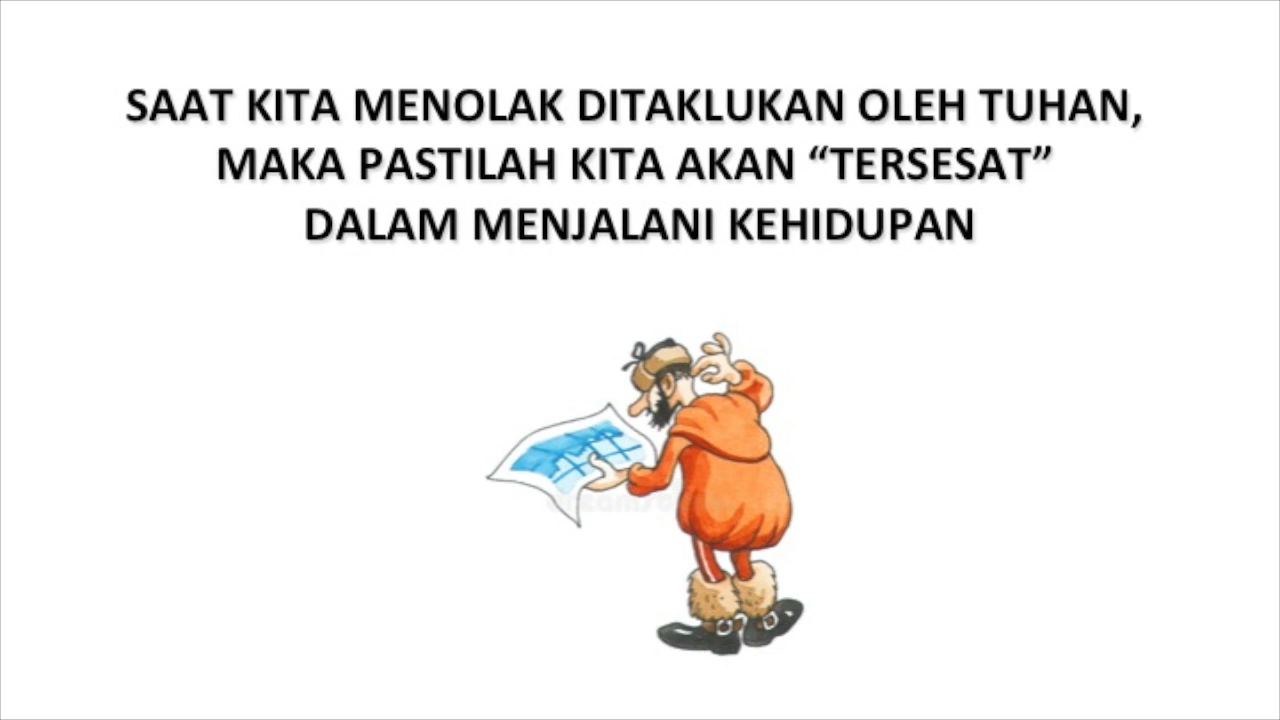 SAAT KITA MENOLAK DITAKLUKAN OLEH TUHAN,
MAKA PASTILAH KITA AKAN “TERSESAT”
DALAM MENJALANI KEHIDUPAN